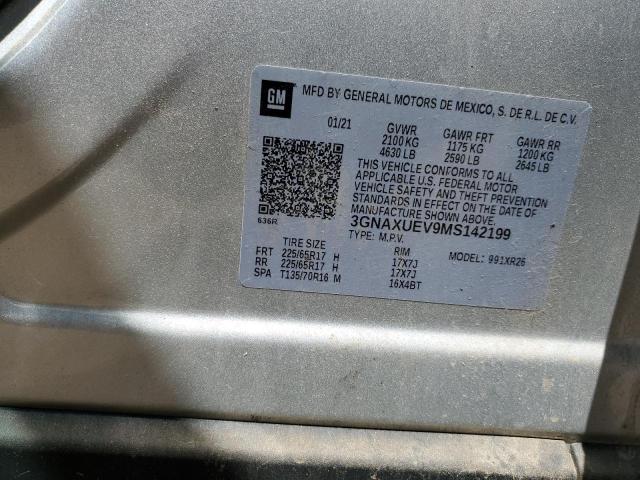 GM
MFD BY GENERAL MOTORS DE MEXICO, S. DE R.L. DE C.V.
01/21 GVWR GAWR FRT GAWR RR
2100 KG 1175 KG 1200 KG
4630 LB 2590 LB 2645 LB
THIS VEHICLE CONFORMS TO ALL
APPLICABLE U.S. FEDERAL MOTOR
VEHICLE SAFETY AND THEFT PREVENTION
STANDARDS IN EFFECT ON THE DATE OF
MANUFACTURE SHOWN ABOVE.
636R
3GNAXUEV9MS142199
TYPE: M.P.V. MODEL: 991XR26
TIRE SIZE RIM
FRT 225/65R17 H 17X7J
RR 225/65R17 H 17X7J
SPA T135/70R16 M 16X4BT